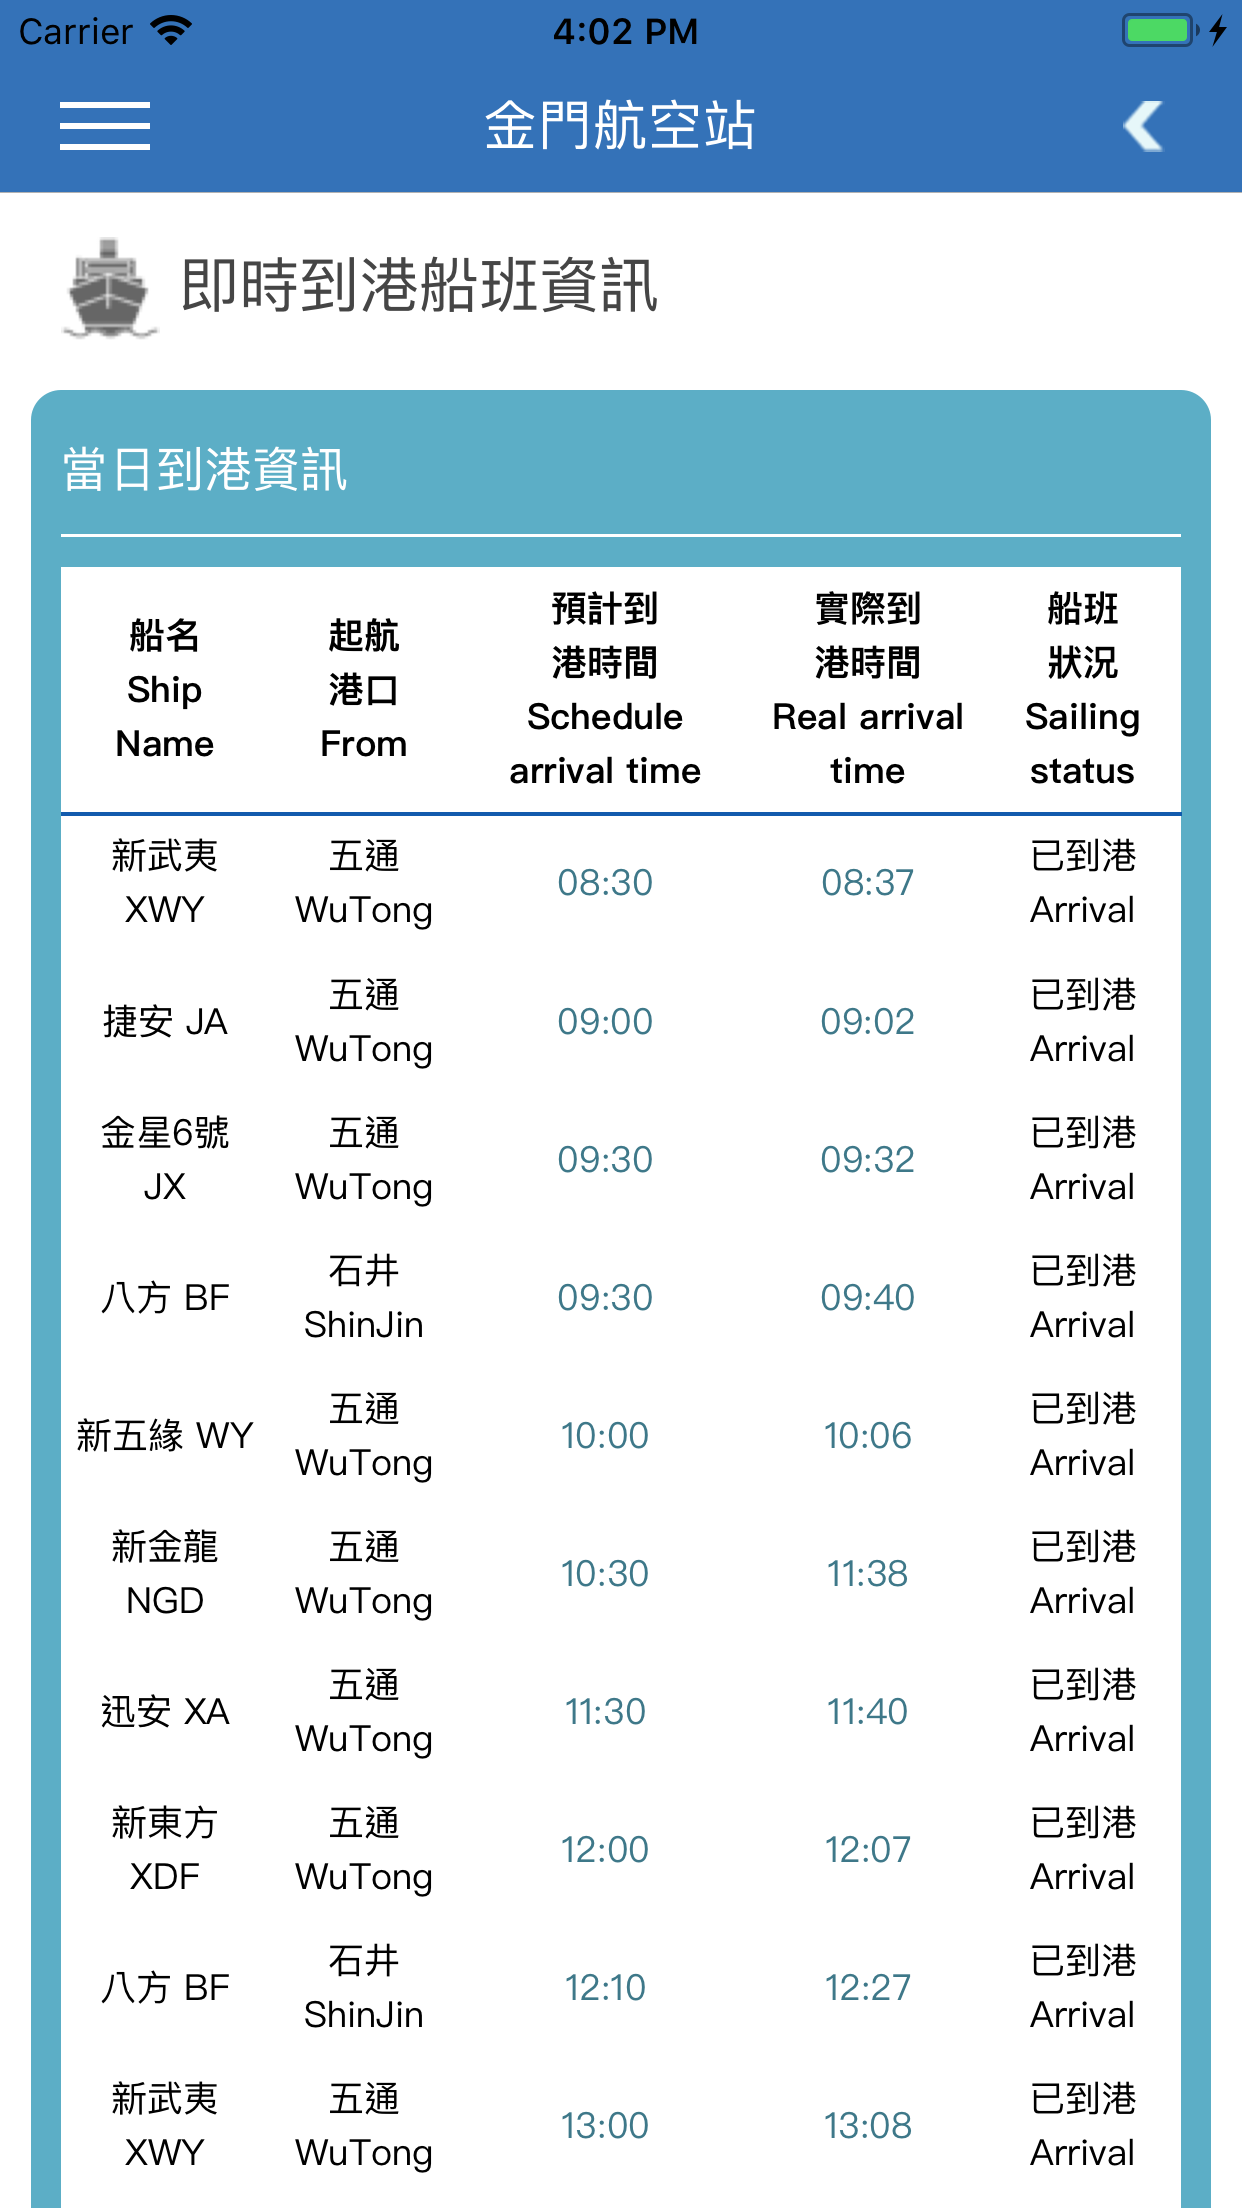 Carrier 4:02 PM
金門航空站
即時到港船班資訊
當日到港資訊
船名
Ship
Name
起航
港口
From
預計到
港時間
Schedule
arrival time
實際到
港時間
Real arrival
time
船班
狀況
Sailing
status
新武夷
XWY
五通
WuTong
08:30
08:37
已到港
Arrival
捷安 JA
五通
WuTong
09:00
09:02
已到港
Arrival
金星6號
JX
五通
WuTong
09:30
09:32
已到港
Arrival
八方 BF
石井
ShinJin
09:30
09:40
已到港
Arrival
新五緣 WY
五通
WuTong
10:00
10:06
已到港
Arrival
新金龍
NGD
五通
WuTong
10:30
11:38
已到港
Arrival
迅安 XA
五通
WuTong
11:30
11:40
已到港
Arrival
新東方
XDF
五通
WuTong
12:00
12:07
已到港
Arrival
八方 BF
石井
ShinJin
12:10
12:27
已到港
Arrival
新武夷
XWY
五通
WuTong
13:00
13:08
已到港
Arrival